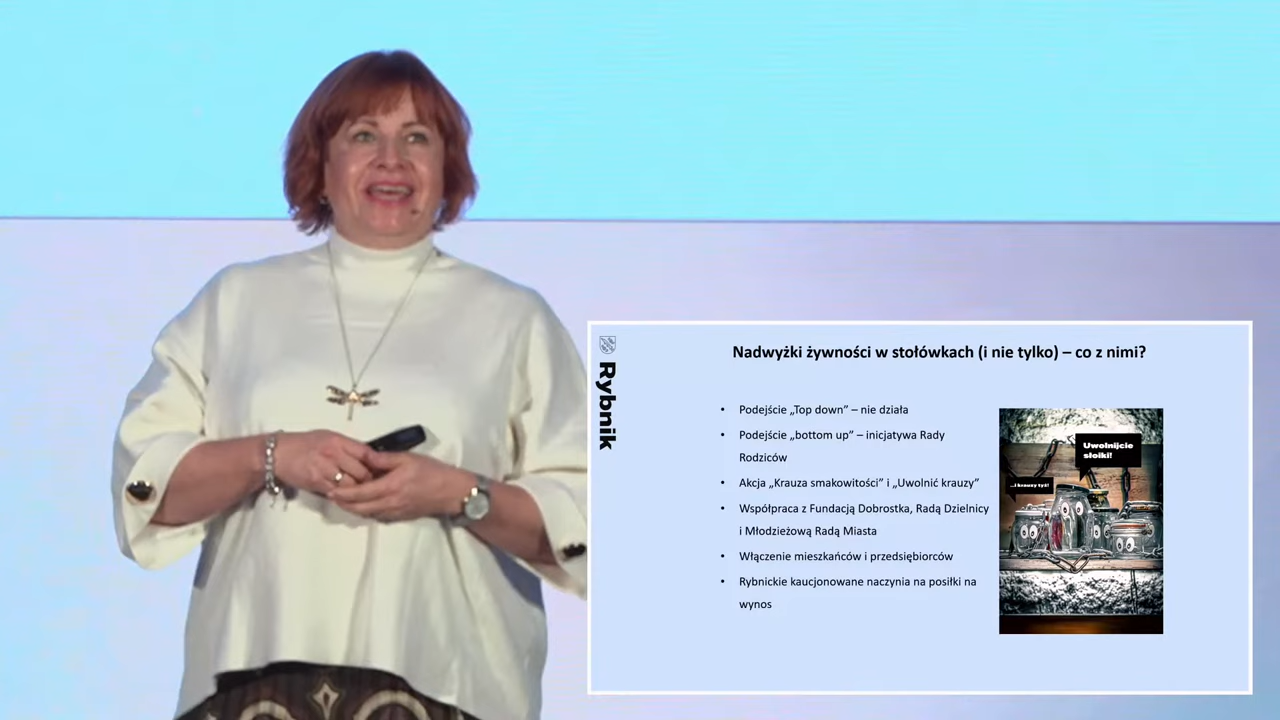 Rybnik
Nadwyżki żywności w stołówkach (i nie tylko) – co z nimi?
• Podejście „Top down” – nie działa
• Podejście „bottom up” – inicjatywa Rady
Rodziców
• Akcja „Krauza smakowitości” i „Uwolnić krauzy”
• Współpraca z Fundacją Dobrostka, Radą Dzielnicy
i Młodzieżową Radą Miasta
• Włączenie mieszkańców i przedsiębiorców
• Rybnickie kaucjonowane naczynia na posiłki na
wynos
Uwolnijcie
słoiki!
...i krauzy tyż!